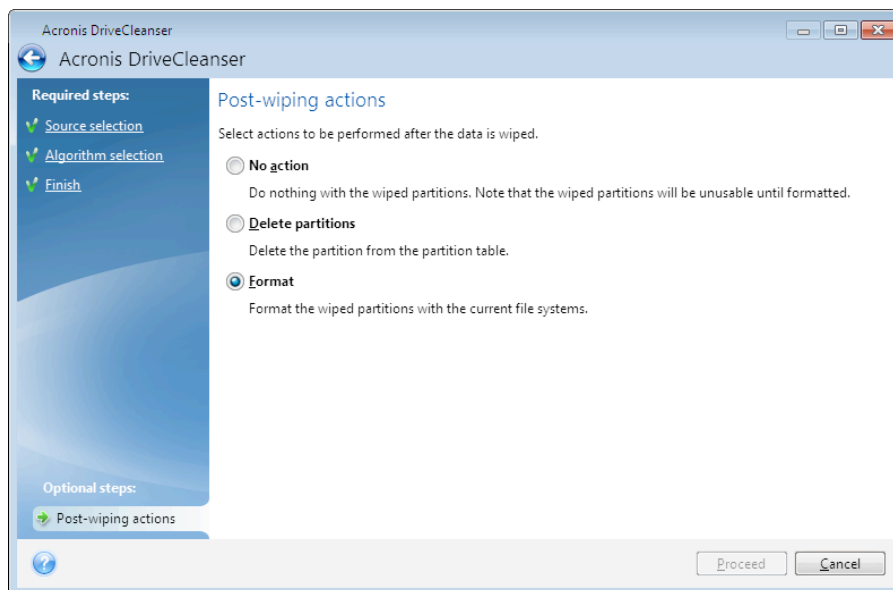 Acronis DriveCleanser
Acronis DriveCleanser
Required steps:
Source selection
Algorithm selection
Finish
Post-wiping actions
Select actions to be performed after the data is wiped.
No action
Do nothing with the wiped partitions. Note that the wiped partitions will be unusable until formatted.
Delete partitions
Delete the partition from the partition table.
Format
Format the wiped partitions with the current file systems.
Optional steps:
Post-wiping actions
?
Proceed
Cancel